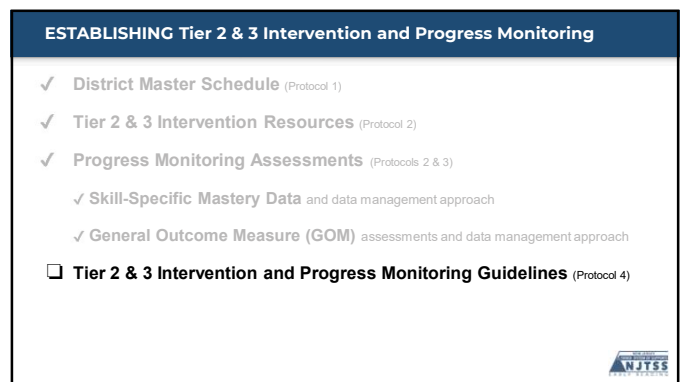 ESTABLISHING Tier 2 & 3 Intervention and Progress Monitoring
✓ District Master Schedule (Protocol 1)
✓ Tier 2 & 3 Intervention Resources (Protocol 2)
✓ Progress Monitoring Assessments (Protocols 2 & 3)
✓ Skill-Specific Mastery Data and data management approach
✓ General Outcome Measure (GOM) assessments and data management approach
❏ Tier 2 & 3 Intervention and Progress Monitoring Guidelines (Protocol 4)
NJTSS